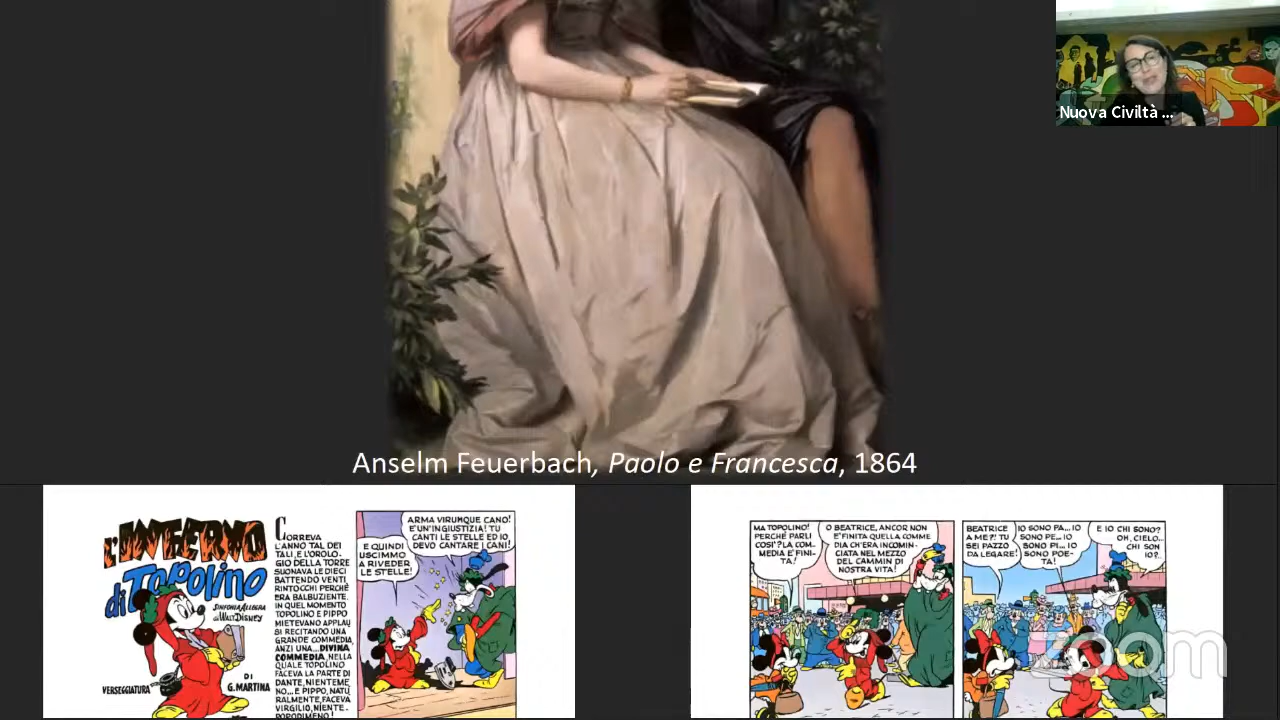 Nuova Civiltà ...
Anselm Feuerbach, Paolo e Francesca, 1864
L'INFERNO
di Topolino
SINFONIA ALLEGRA
di WALT DISNEY
VERSEGGIATURA
DI
G. MARTINA
CORREVA
L'ANNO TAL DEI
TALI, E L'OROLO-
GIO DELLA TORRE
SUONAVA LE DIECI
BATTENDO VENTI
RINTOCCHI PERCHÈ
ERA BALBUZIENTE.
IN QUEL MOMENTO
TOPOLINO E PIPPO
MIETEVANO APPLAU
SI RECITANDO UNA
GRANDE COMMEDIA,
ANZI UNA... DIVINA
COMMEDIA, NELLA
QUALE TOPOLINO
FACEVA LA PARTE DI
DANTE, NIENTEME
NO... E PIPPO, NATU
RALMENTE, FACEVA
VIRGILIO, NIENTE-
POPODIMENO!
E QUINDI
USCIMMO
A RIVEDER
LE STELLE!
ARMA VIRUMQUE CANO!
E'UN'INGIUSTIZIA! TU
CANTI LE STELLE ED IO
DEVO CANTARE I CANI!
MA TOPOLINO!
PERCHÉ PARLI
COSI'? LA COM-
MEDIA E' FINI-
TA!
O BEATRICE, ANCOR NON
E'FINITA QUELLA COMME
DIA CH'ERA INCOMIN-
CIATA NEL MEZZO
DEL CAMMIN DI
NOSTRA VITA!
BEATRICE
A ME?! TU
SEI PAZZO
DA LEGARE!
IO SONO PA...IO
SONO PE...IO
SONO PI...IO
SONO POE-
TA!
E IO CHI SONO?
OH, CIELO...
CHI SON
IO?..
zoom